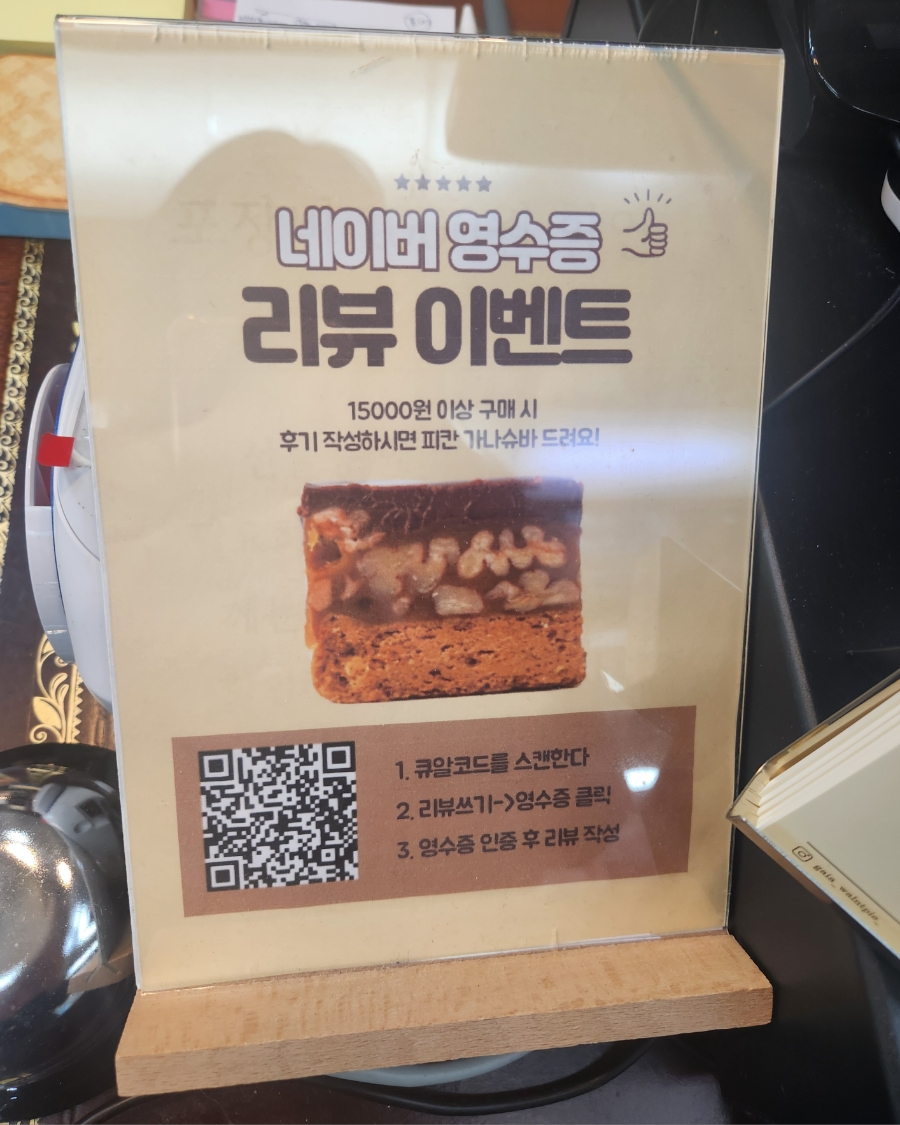 네이버 영수증
리뷰 이벤트
15000원 이상 구매 시
후기 작성하시면 피칸 가나슈바 드려요!
1. 큐알코드를 스캔한다
2. 리뷰쓰기->영수증 클릭
3. 영수증 인증 후 리뷰 작성
gaia_walnutpie_